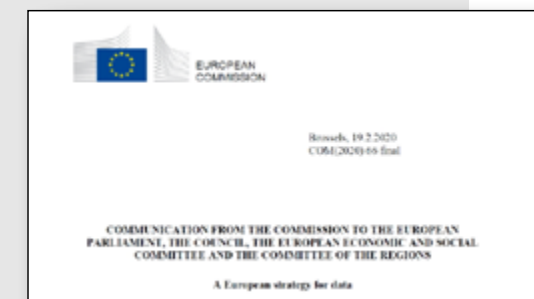 EUROPEAN
COMMISSION
Brussels, 19.2.2020
COM(2020) 66 final
COMMUNICATION FROM THE COMMISSION TO THE EUROPEAN
PARLIAMENT, THE COUNCIL, THE EUROPEAN ECONOMIC AND SOCIAL
COMMITTEE AND THE COMMITTEE OF THE REGIONS
A European strategy for data